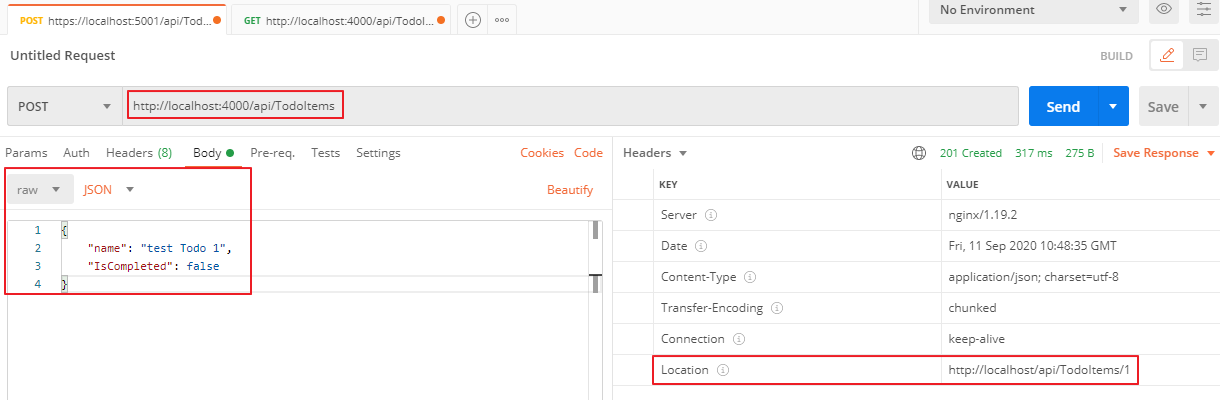 POST https://localhost:5001/api/Tod...
GET http://localhost:4000/api/TodoI...
No Environment
Untitled Request
BUILD
POST
http://localhost:4000/api/TodoItems
Send
Save
Params Auth Headers (8) Body Pre-req. Tests Settings Cookies Code
raw JSON Beautify
1 {
2 "name": "test Todo 1",
3 "IsCompleted": false
4 }
Headers 201 Created 317 ms 275 B Save Response
KEY VALUE
Server nginx/1.19.2
Date Fri, 11 Sep 2020 10:48:35 GMT
Content-Type application/json; charset=utf-8
Transfer-Encoding chunked
Connection keep-alive
Location http://localhost/api/TodoItems/1